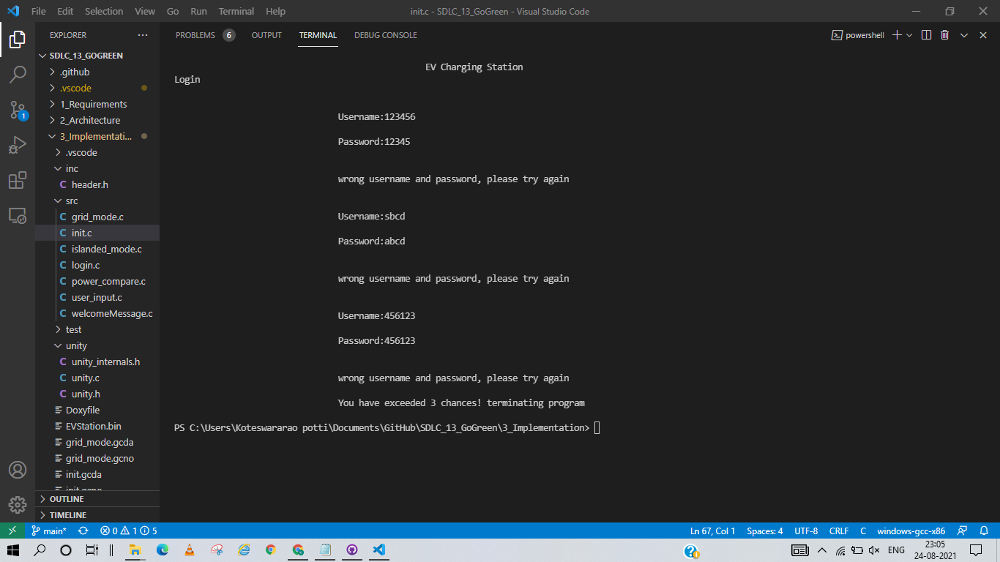 File Edit Selection View Go Run Terminal Help
init.c - SDLC_13_GoGreen - Visual Studio Code
EXPLORER
SDLC_13_GOGREEN
.github
.vscode
1_Requirements
2_Architecture
3_Implementati...
.vscode
inc
C header.h
src
C grid_mode.c
C init.c
C islanded_mode.c
C login.c
C power_compare.c
C user_input.c
C welcomeMessage.c
test
unity
C unity_internals.h
C unity.c
C unity.h
Doxyfile
EVStation.bin
grid_mode.gcda
grid_mode.gcno
init.gcda
init.gcno
OUTLINE
TIMELINE
1
PROBLEMS 6 OUTPUT TERMINAL DEBUG CONSOLE
powershell
EV Charging Station
Login
Username:123456
Password:12345
wrong username and password, please try again
Username:sbcd
Password:abcd
wrong username and password, please try again
Username:456123
Password:456123
wrong username and password, please try again
You have exceeded 3 chances! terminating program
PS C:\Users\Koteswararao potti\Documents\GitHub\SDLC_13_GoGreen\3_Implementation>
main* 0 1 5
Ln 67, Col 1 Spaces: 4 UTF-8 CRLF C windows-gcc-x86
ENG
23:05
24-08-2021